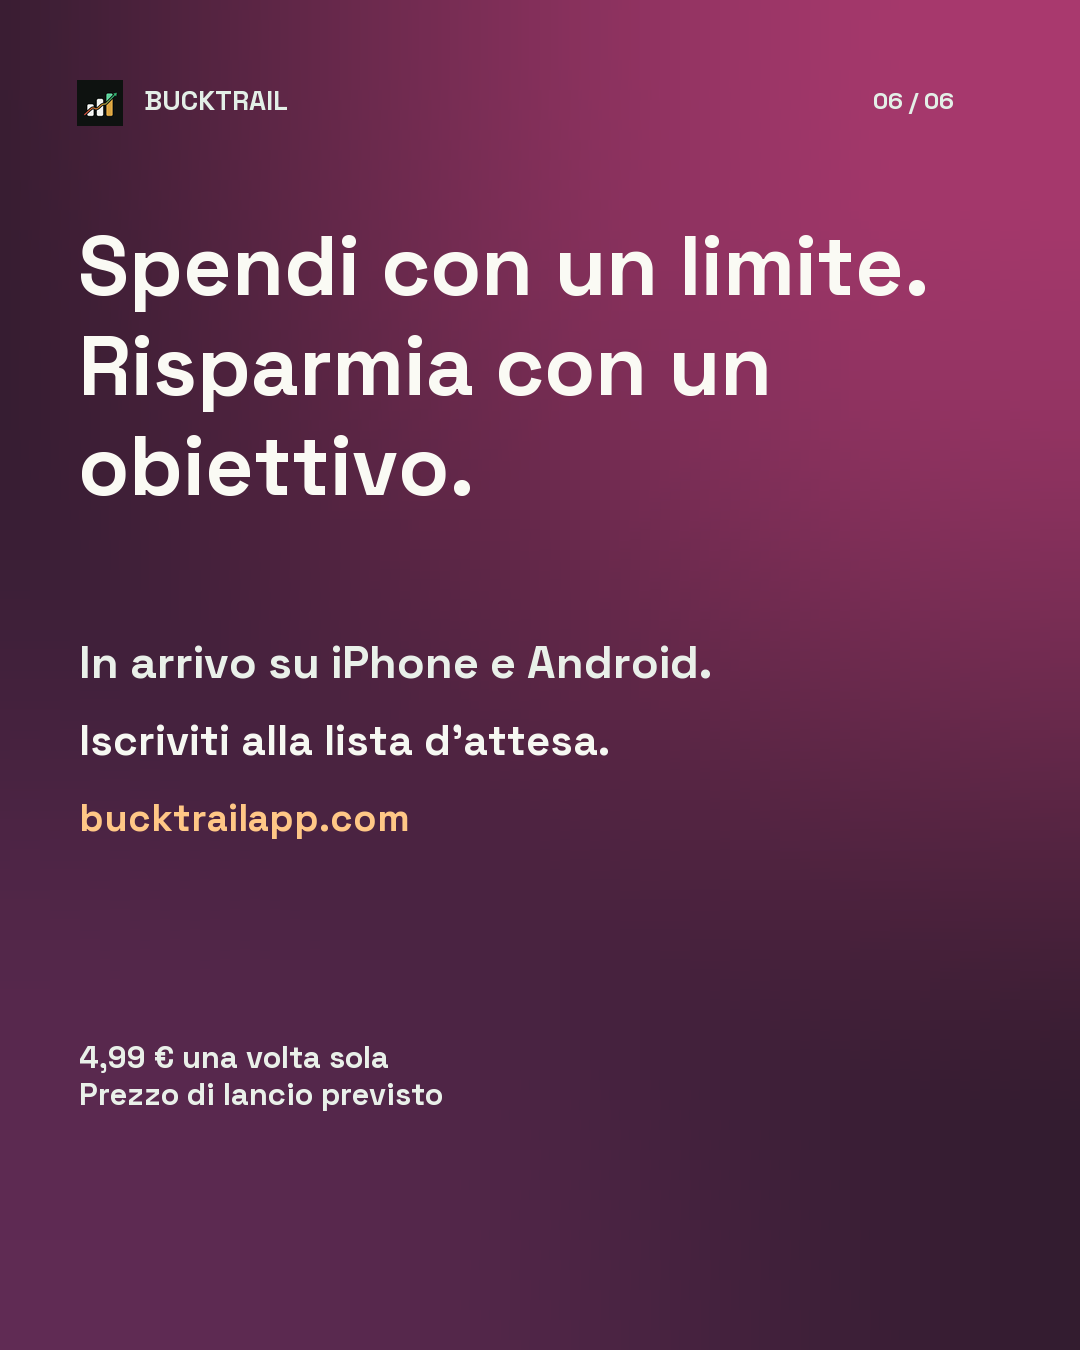 BUCKTRAIL
06 / 06
Spendi con un limite.
Risparmia con un
obiettivo.
In arrivo su iPhone e Android.
Iscriviti alla lista d’attesa.
bucktrailapp.com
4,99 € una volta sola
Prezzo di lancio previsto